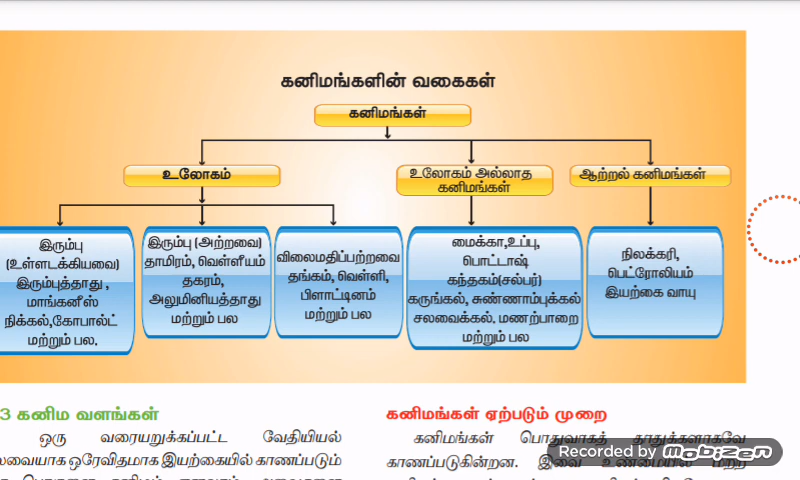 கனிமங்களின் வகைகள்
கனிமங்கள்
உலோகம்
உலோகம் அல்லாத
கனிமங்கள்
ஆற்றல் கனிமங்கள்
இரும்பு
(உள்ளடக்கியவை)
இரும்புத்தாது ,
மாங்கனீஸ்
நிக்கல்,கோபால்ட்
மற்றும் பல.
இரும்பு (அற்றவை)
தாமிரம், வெள்ளீயம்
தகரம்,
அலுமினியத்தாது
மற்றும் பல
விலைமதிப்பற்றவை
தங்கம், வெள்ளி,
பிளாட்டினம்
மற்றும் பல
மைக்கா,உப்பு,
பொட்டாஷ்
கந்தகம்(சல்பர்)
கருங்கல், சுண்ணாம்புக்கல்
சலவைக்கல். மணற்பாறை
மற்றும் பல
நிலக்கரி,
பெட்ரோலியம்
இயற்கை வாயு
3 கனிம வளங்கள்
ஒரு வரையறுக்கப்பட்ட வேதியியல்
ஒரேவிதமாக இயற்கையில் காணப்படும்
கனிமங்கள் ஏற்படும் முறை
கனிமங்கள் பொதுவாகத் தாதுக்களாகவே
காணப்படுகின்றன. இவை உண்மையில்
Recorded by mobizen